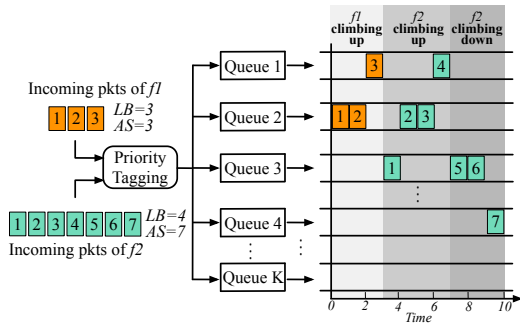 f1
climbing
up
f2
climbing
up
f2
climbing
down
Incoming pkts of f1
1 2 3
LB=3
AS=3
Priority
Tagging
1 2 3 4 5 6 7
LB=4
AS=7
Incoming pkts of f2
Queue 1
3 4
Queue 2
1 2 2 3
Queue 3
1 5 6
⋮
Queue 4
7
⋮ ⋮ ⋮
Queue K
0 2 4 6 8 10
Time